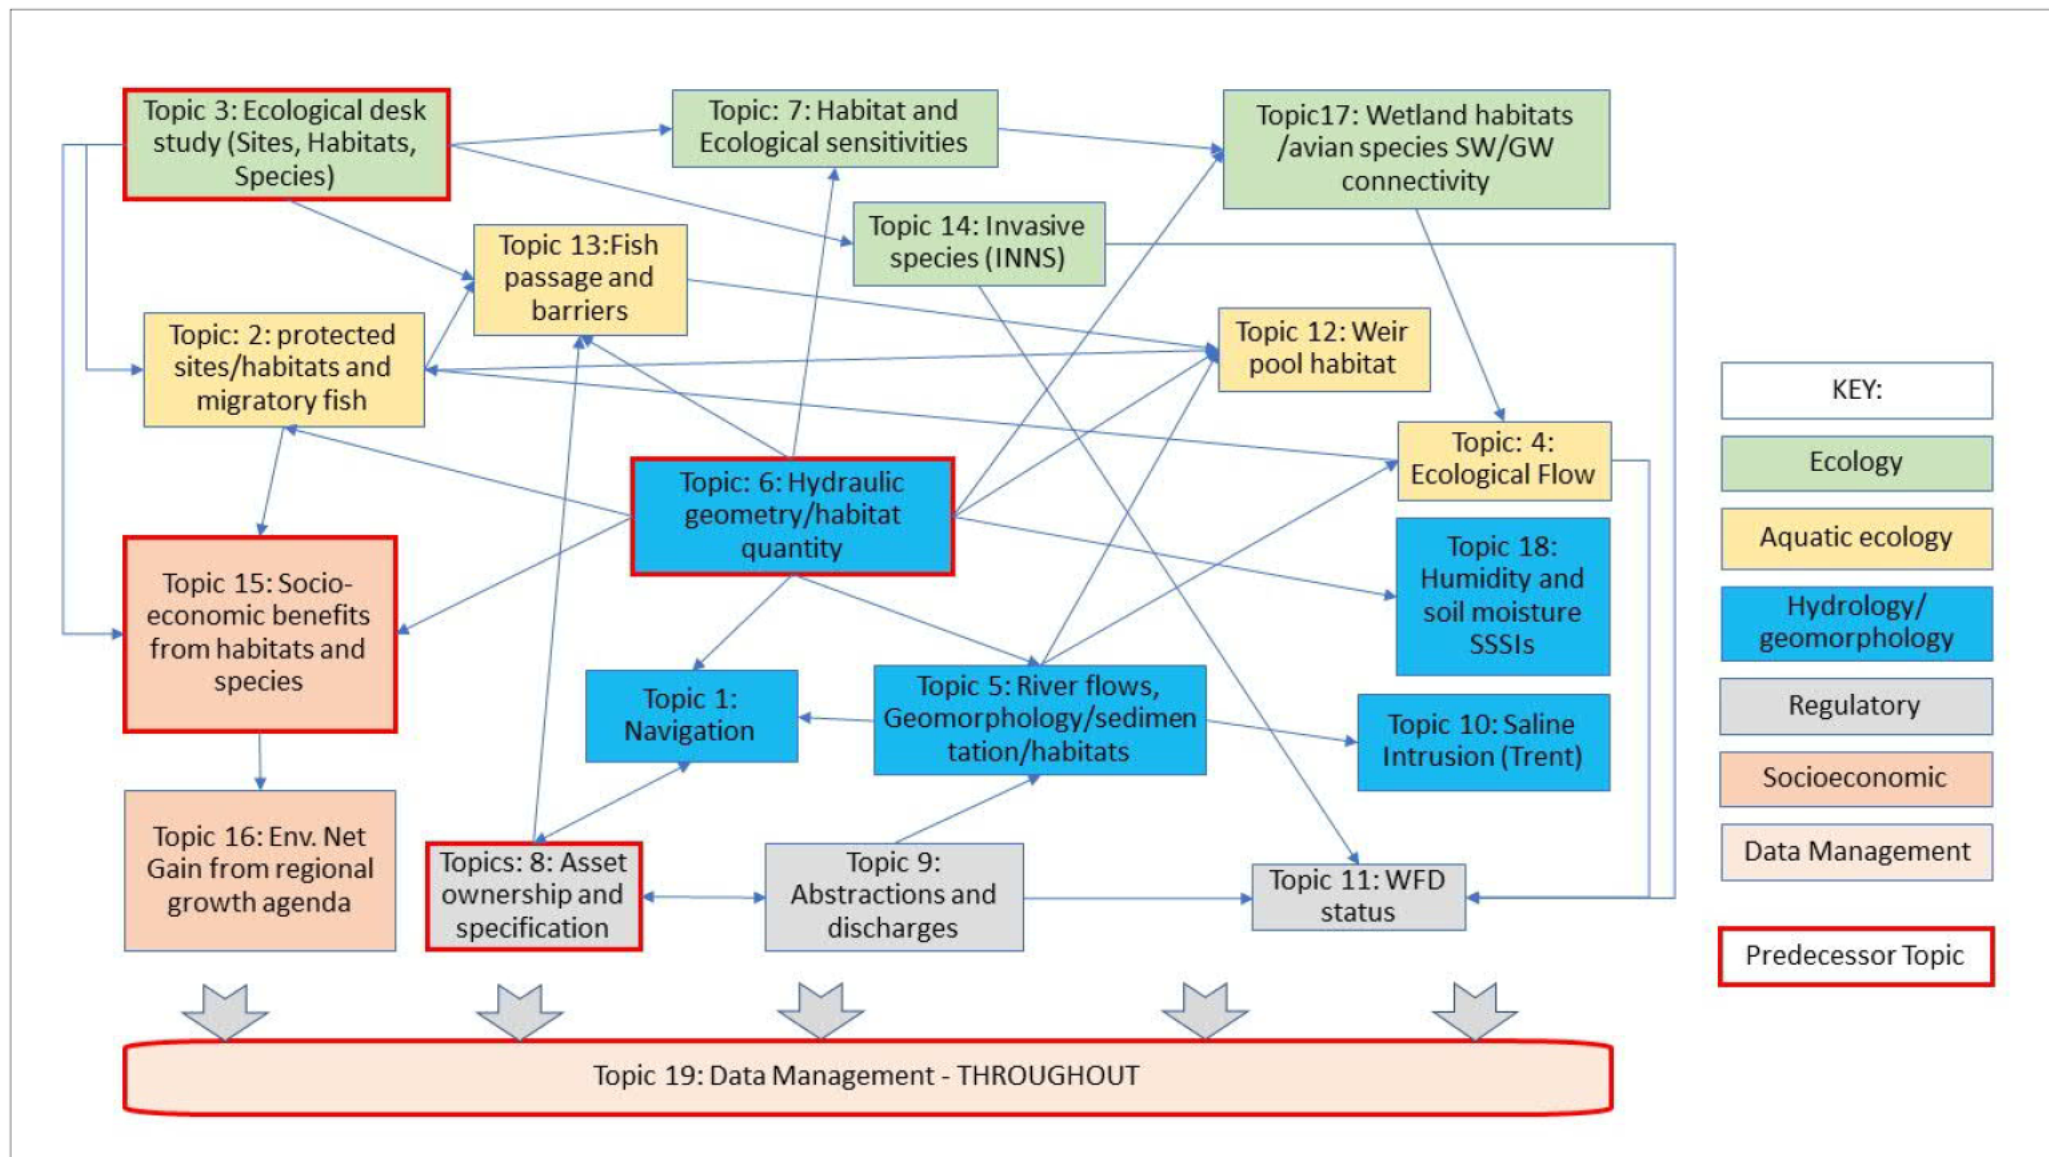 Topic 3: Ecological desk
study (Sites, Habitats,
Species)
Topic: 7: Habitat and
Ecological sensitivities
Topic17: Wetland habitats
/avian species SW/GW
connectivity
Topic 14: Invasive
species (INNS)
Topic 13:Fish
passage and
barriers
Topic: 2: protected
sites/habitats and
migratory fish
Topic 12: Weir
pool habitat
Topic: 4:
Ecological Flow
Topic: 6: Hydraulic
geometry/habitat
quantity
Topic 18:
Humidity and
soil moisture
SSSIs
Topic 15: Socio-
economic benefits
from habitats and
species
Topic 1:
Navigation
Topic 5: River flows,
Geomorphology/sedimen
tation/habitats
Topic 10: Saline
Intrusion (Trent)
Topic 16: Env. Net
Gain from regional
growth agenda
Topics: 8: Asset
ownership and
specification
Topic 9:
Abstractions and
discharges
Topic 11: WFD
status
Topic 19: Data Management - THROUGHOUT
KEY:
Ecology
Aquatic ecology
Hydrology/
geomorphology
Regulatory
Socioeconomic
Data Management
Predecessor Topic